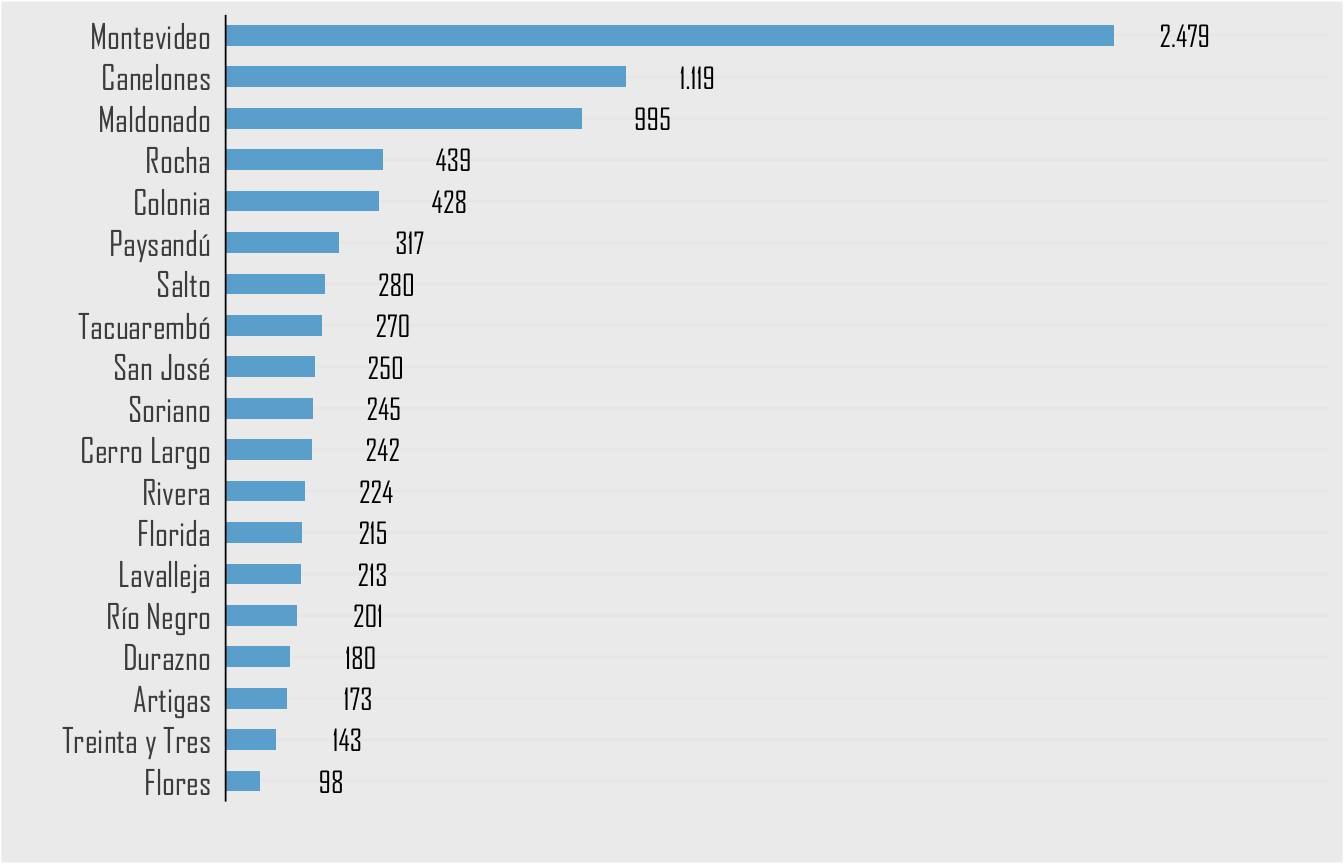 Montevideo 2.479
Canelones 1.119
Maldonado 995
Rocha 439
Colonia 428
Paysandú 317
Salto 280
Tacuarembó 270
San José 250
Soriano 245
Cerro Largo 242
Rivera 224
Florida 215
Lavalleja 213
Río Negro 201
Durazno 180
Artigas 173
Treinta y Tres 143
Flores 98